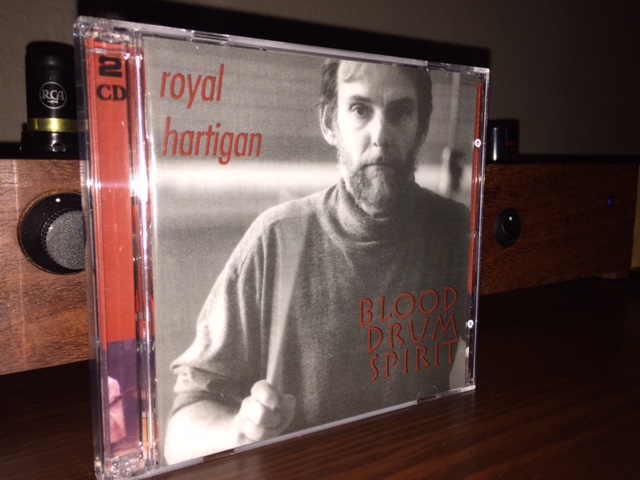 RCA
2
CD
royal
hartigan
BLOOD
DRUM
SPIRIT